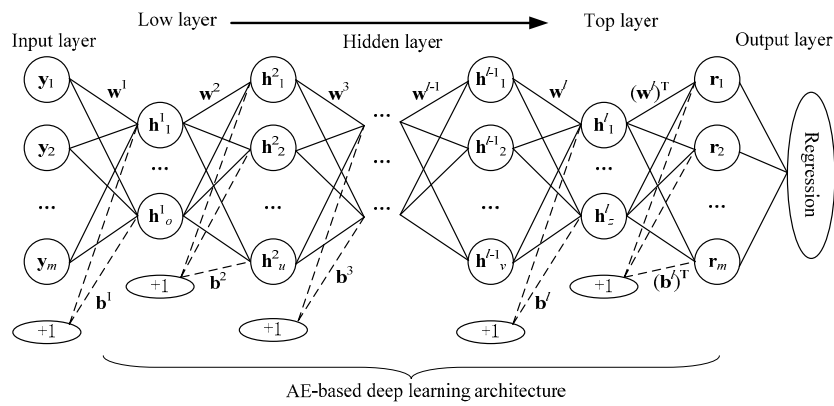 Low layer
Top layer
Input layer
Hidden layer
Output layer
y₁
y₂
...
yₘ
w¹
h¹₁
...
h¹ₒ
w²
h²₁
h²₂
...
h²ᵤ
w³
...
...
...
wˡ⁻¹
hˡ⁻¹₁
hˡ⁻¹₂
...
hˡ⁻¹ᵥ
wˡ
hˡ₁
...
hˡ_z
(wˡ)ᵀ
r₁
r₂
...
rₘ
Regression
b¹
b²
b³
bˡ
(bˡ)ᵀ
+1
+1
+1
+1
+1
AE-based deep learning architecture